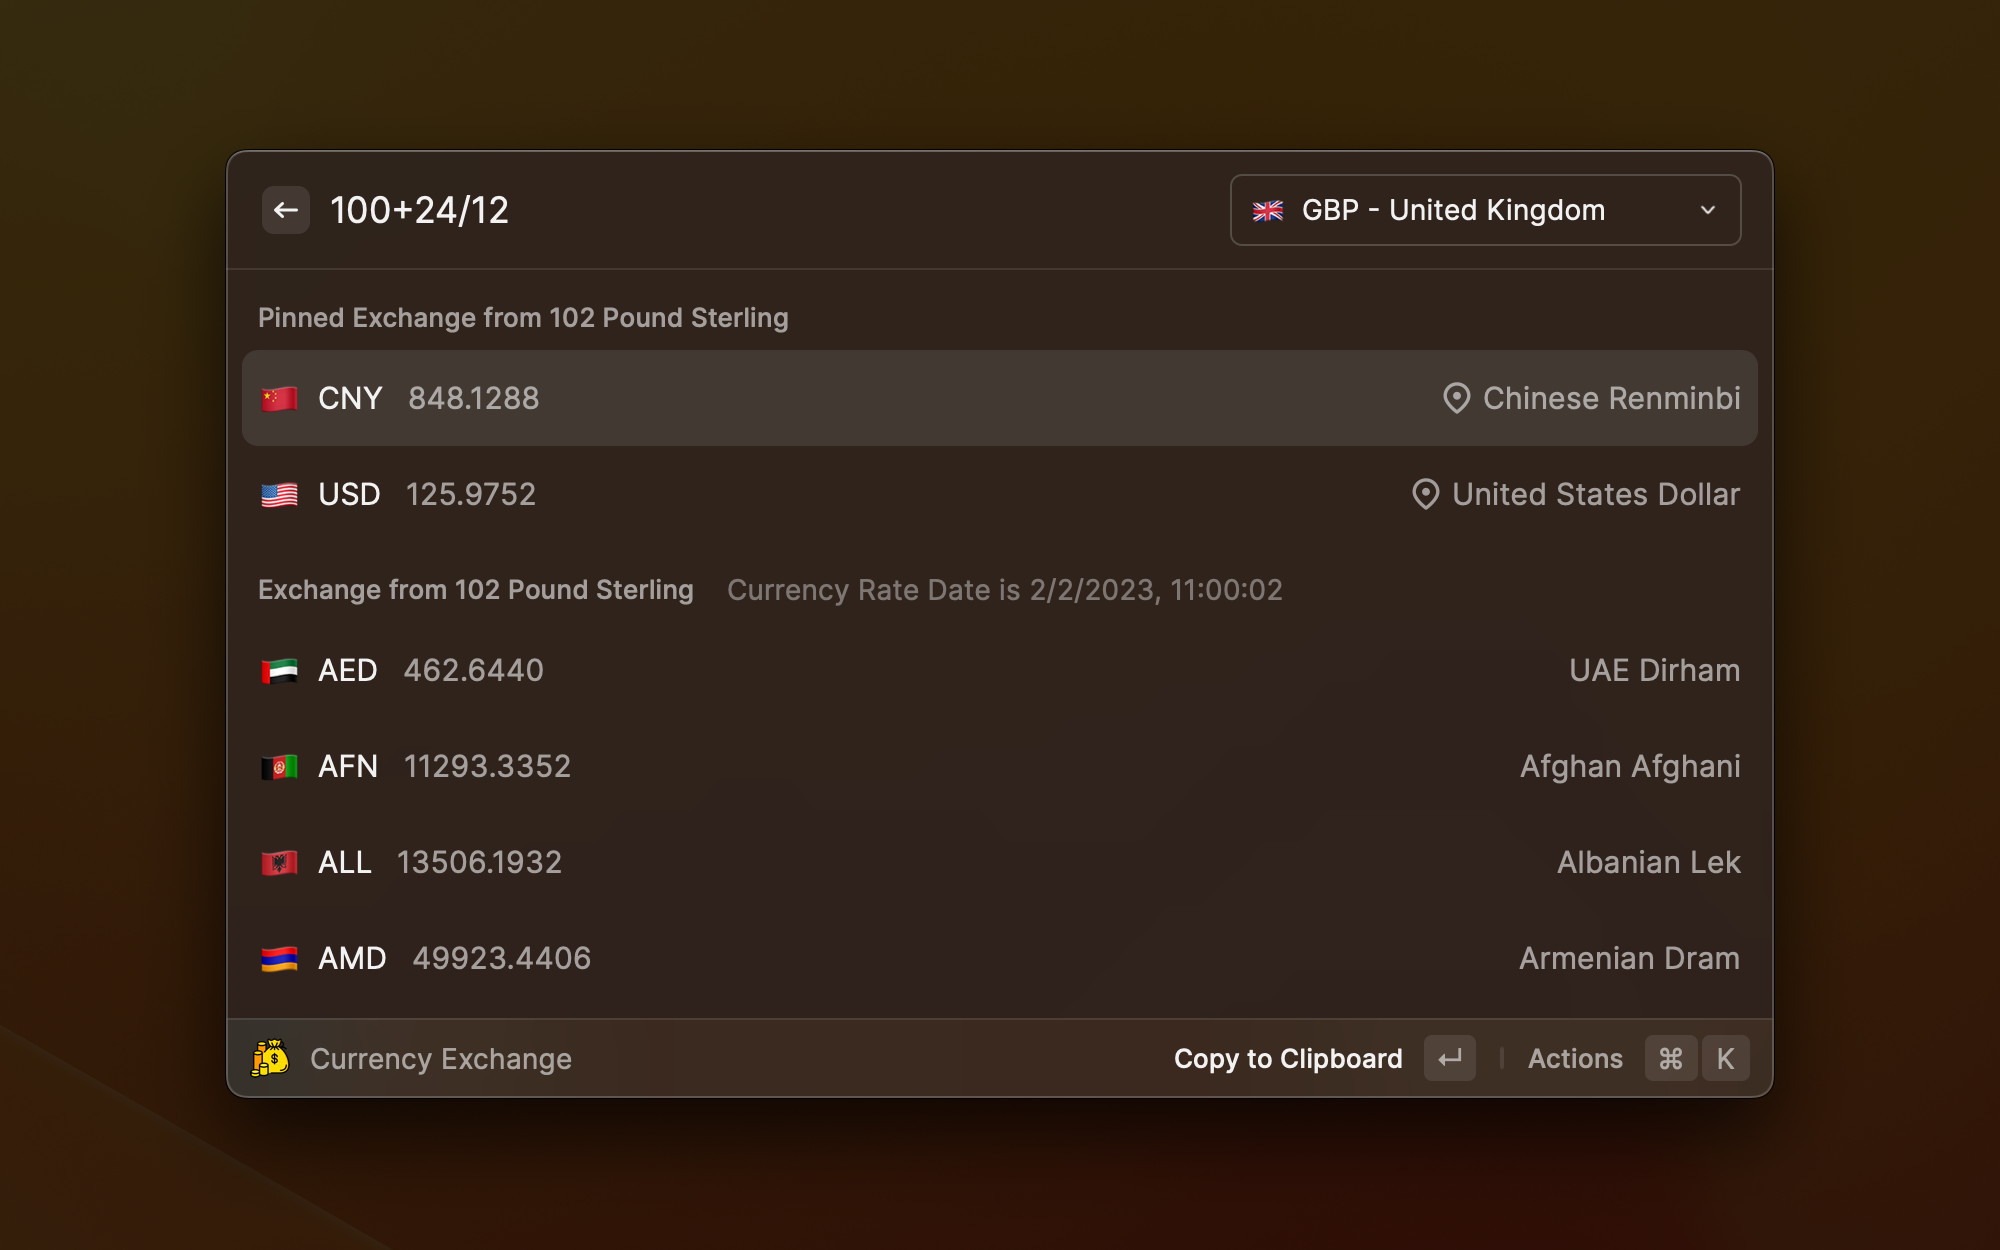 100+24/12
GBP - United Kingdom
Pinned Exchange from 102 Pound Sterling
CNY 848.1288 Chinese Renminbi
USD 125.9752 United States Dollar
Exchange from 102 Pound Sterling Currency Rate Date is 2/2/2023, 11:00:02
AED 462.6440 UAE Dirham
AFN 11293.3352 Afghan Afghani
ALL 13506.1932 Albanian Lek
AMD 49923.4406 Armenian Dram
Currency Exchange Copy to Clipboard Actions ⌘ K